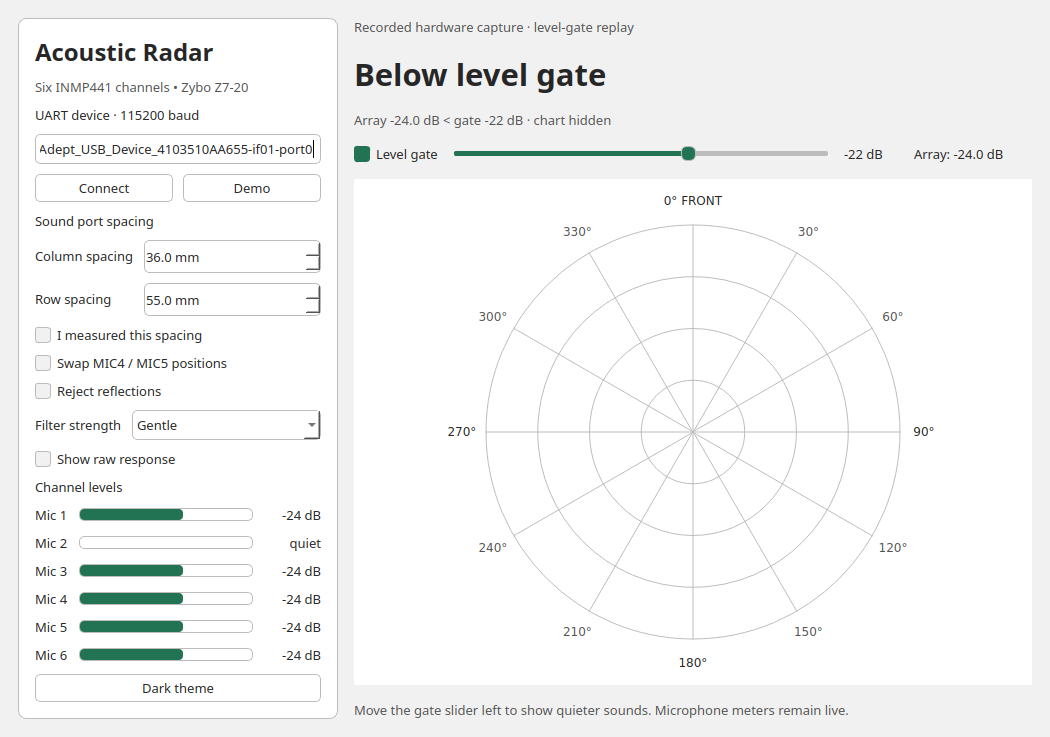 Acoustic Radar
Six INMP441 channels • Zybo Z7-20
UART device · 115200 baud
Adept_USB_Device_4103510AA655-if01-port0
Connect
Demo
Sound port spacing
Column spacing 36.0 mm
Row spacing 55.0 mm
I measured this spacing
Swap MIC4 / MIC5 positions
Reject reflections
Filter strength Gentle
Show raw response
Channel levels
Mic 1 -24 dB
Mic 2 quiet
Mic 3 -24 dB
Mic 4 -24 dB
Mic 5 -24 dB
Mic 6 -24 dB
Dark theme
Recorded hardware capture · level-gate replay
Below level gate
Array -24.0 dB < gate -22 dB · chart hidden
Level gate -22 dB Array: -24.0 dB
0° FRONT
330° 30°
300° 60°
270° 90°
240° 120°
210° 150°
180°
Move the gate slider left to show quieter sounds. Microphone meters remain live.